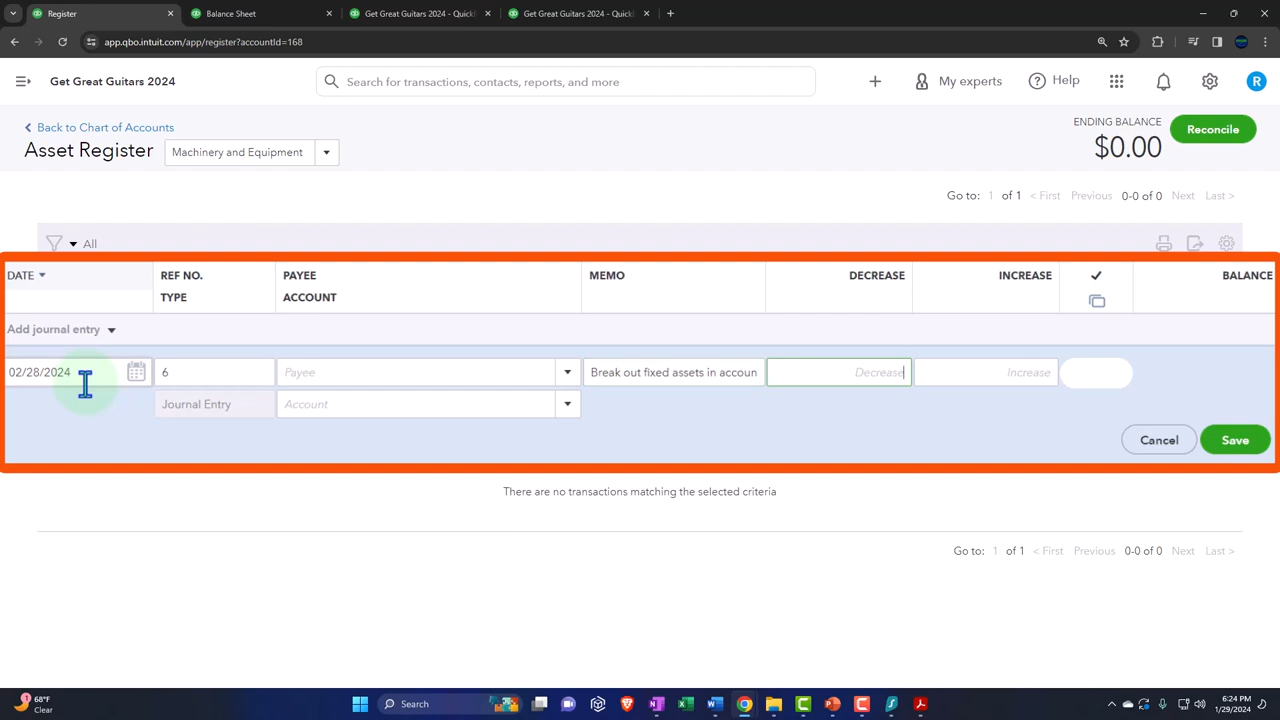 Register
Balance Sheet
Get Great Guitars 2024 - QuickB
Get Great Guitars 2024 - QuickB
app.qbo.intuit.com/app/register?accountId=168
Get Great Guitars 2024
Search for transactions, contacts, reports, and more
My experts
Help
R
Back to Chart of Accounts
Asset Register
Machinery and Equipment
ENDING BALANCE
$0.00
Reconcile
Go to: 1 of 1 < First Previous 0-0 of 0 Next Last >
All
DATE REF NO. PAYEE MEMO DECREASE INCREASE BALANCE
TYPE ACCOUNT
Add journal entry
02/28/2024 6 Payee Break out fixed assets in accoun Decrease Increase
Journal Entry Account
Cancel Save
There are no transactions matching the selected criteria
Go to: 1 of 1 < First Previous 0-0 of 0 Next Last >
1
68°F
Clear
Search
6:24 PM
1/29/2024